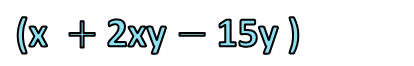 (x + 2xy – 15y )